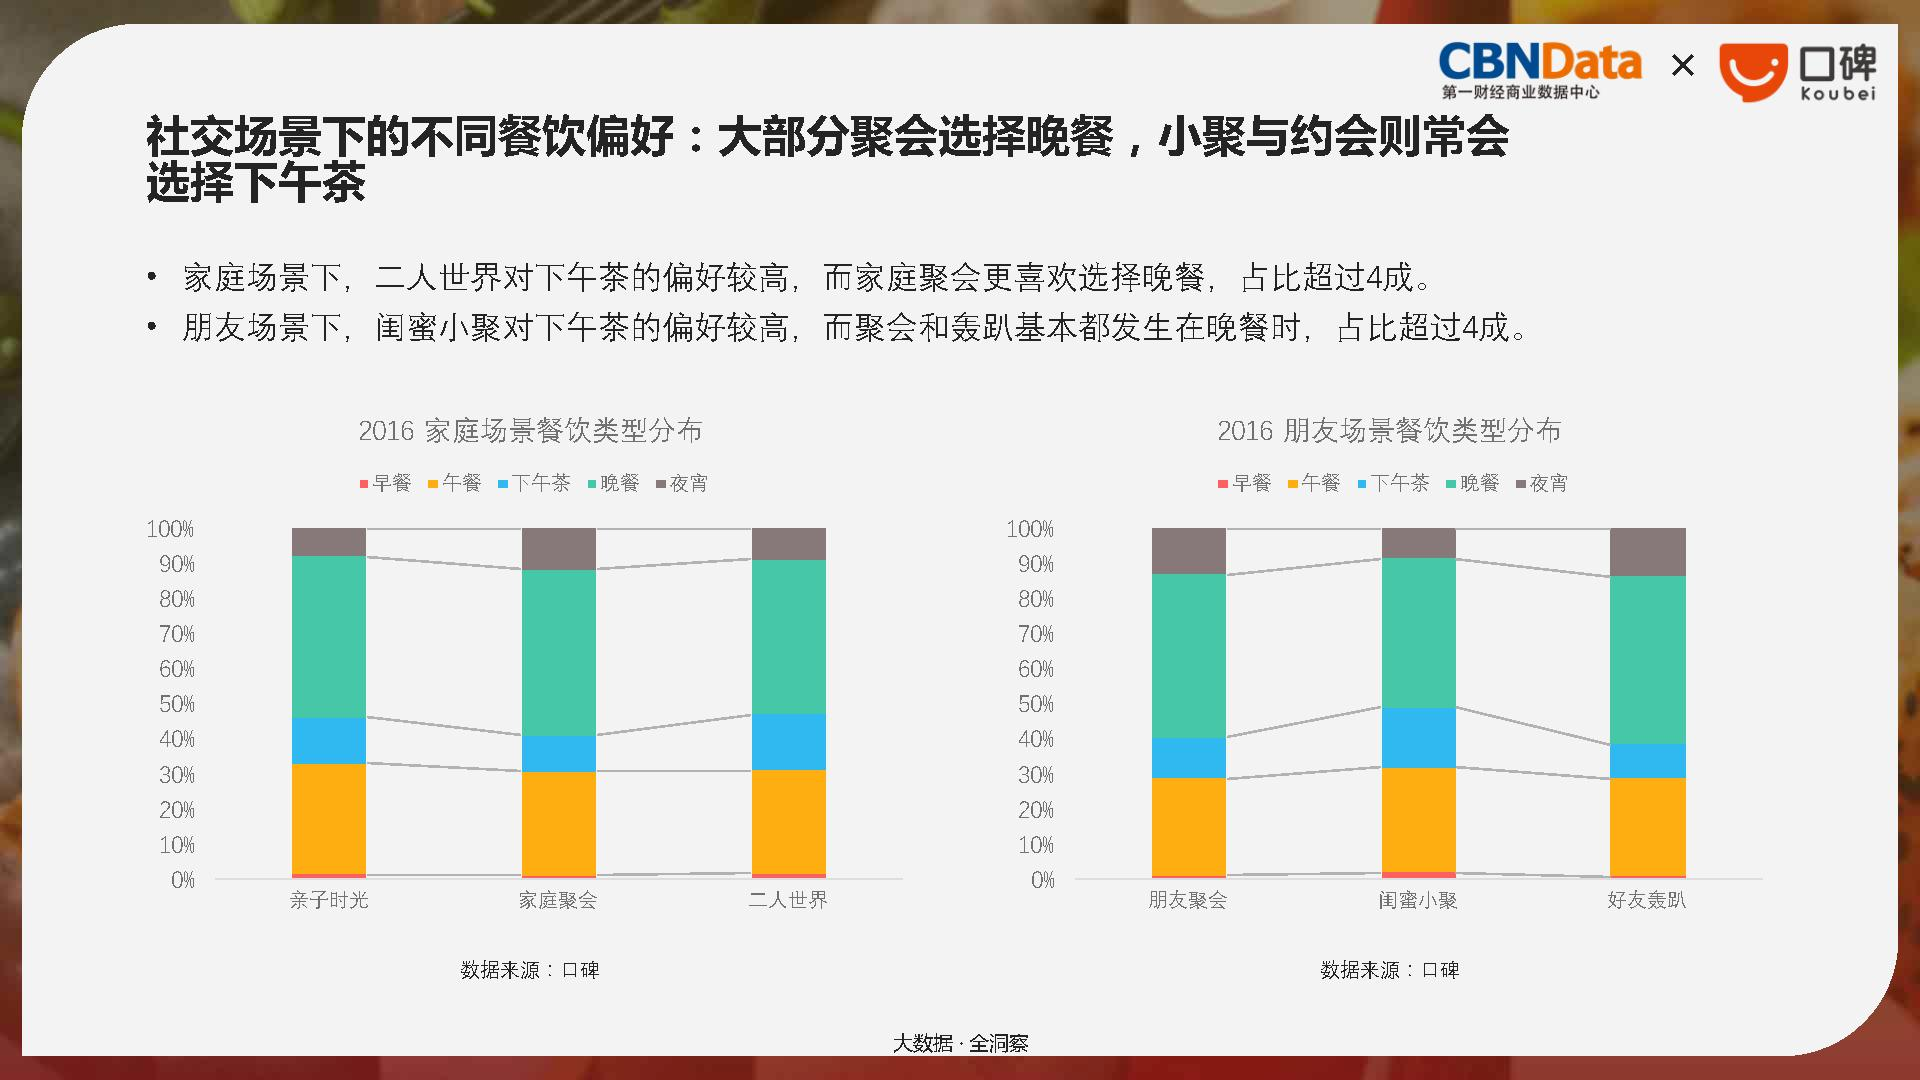 CBNData × 口碑
第一财经商业数据中心 Koubei
社交场景下的不同餐饮偏好：大部分聚会选择晚餐，小聚与约会则常会
选择下午茶
• 家庭场景下，二人世界对下午茶的偏好较高，而家庭聚会更喜欢选择晚餐，占比超过4成。
• 朋友场景下，闺蜜小聚对下午茶的偏好较高，而聚会和轰趴基本都发生在晚餐时，占比超过4成。
2016 家庭场景餐饮类型分布
早餐 午餐 下午茶 晚餐 夜宵
100%
90%
80%
70%
60%
50%
40%
30%
20%
10%
0%
亲子时光 家庭聚会 二人世界
数据来源：口碑
2016 朋友场景餐饮类型分布
早餐 午餐 下午茶 晚餐 夜宵
100%
90%
80%
70%
60%
50%
40%
30%
20%
10%
0%
朋友聚会 闺蜜小聚 好友轰趴
数据来源：口碑
大数据·全洞察